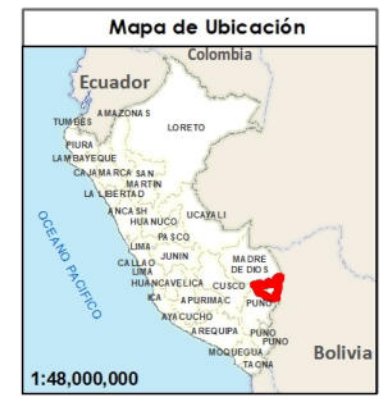 Mapa de Ubicación
Colombia
Ecuador
AMAZONAS
TUMBES
LORETO
PIURA
LAMBAYEQUE
CAJAMARCA SAN
MARTIN
LA LIBERTAD
ANCASH
HUANUCO
UCAYALI
PASCO
LIMA
JUNIN
CALLAO
LIMA
MADRE
DE DIOS
HUANCAVELICA
CUSCO
ICA
APURIMAC
PUNO
AYACUCHO
AREQUIPA
PUNO
PUNO
MOQUEGUA
TACNA
OCEANO PACIFICO
Bolivia
1:48,000,000